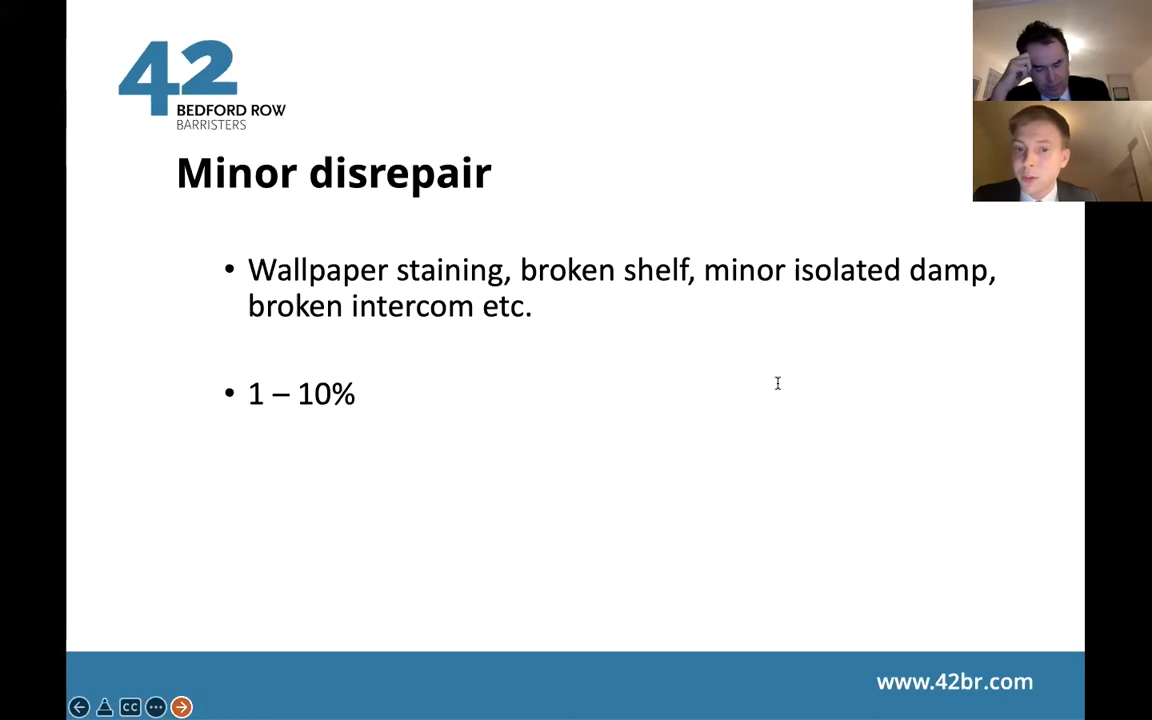 42
BEDFORD ROW
BARRISTERS
Minor disrepair
• Wallpaper staining, broken shelf, minor isolated damp,
broken intercom etc.
• 1 – 10%
www.42br.com
CC